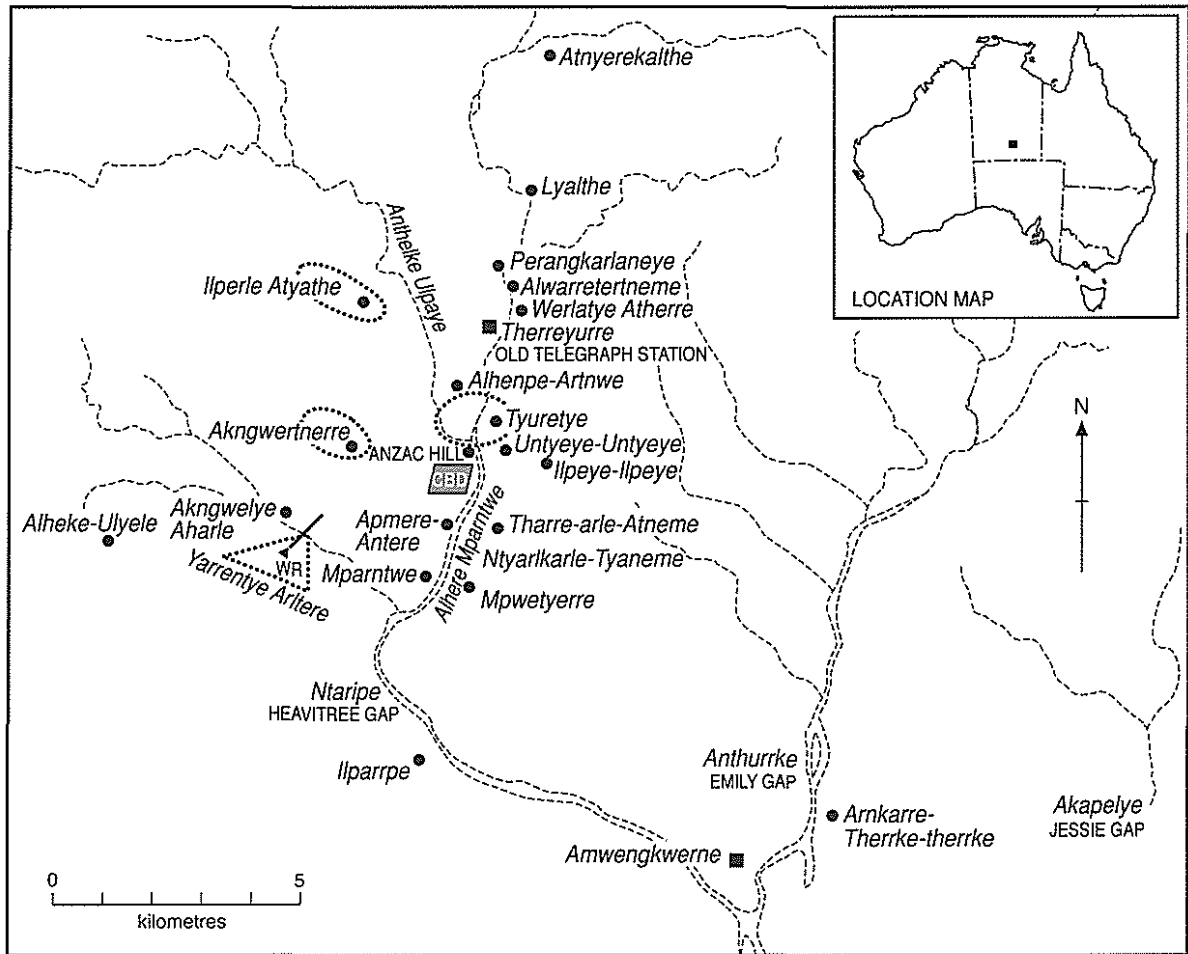 Atnyerekalthe
Lyalthe
LOCATION MAP
Anthelke Ulpaye
Perangkarlaneye
Ilperle Atyathe
Alwarretertneme
Werlatye Atherre
Therreyurre
OLD TELEGRAPH STATION
Alhenpe-Artnwe
N
Tyuretye
Akngwertnerre
Untyeye-Untyeye
ANZAC HILL
Ilpeye-Ilpeye
CBD
Akngwelye
Aharle
Alheke-Ulyele
Apmere-
Antere
Alhere Mparntwe
Tharre-arle-Atneme
WR
Yarrentye Arltere
Ntyarlkarle-Tyaneme
Mparntwe
Mpwetyerre
Ntaripe
HEAVITREE GAP
Ilparrpe
Anthurrke
EMILY GAP
Akapelye
JESSIE GAP
Arnkarre-
Therrke-therrke
Amwengkwerne
0 5
kilometres